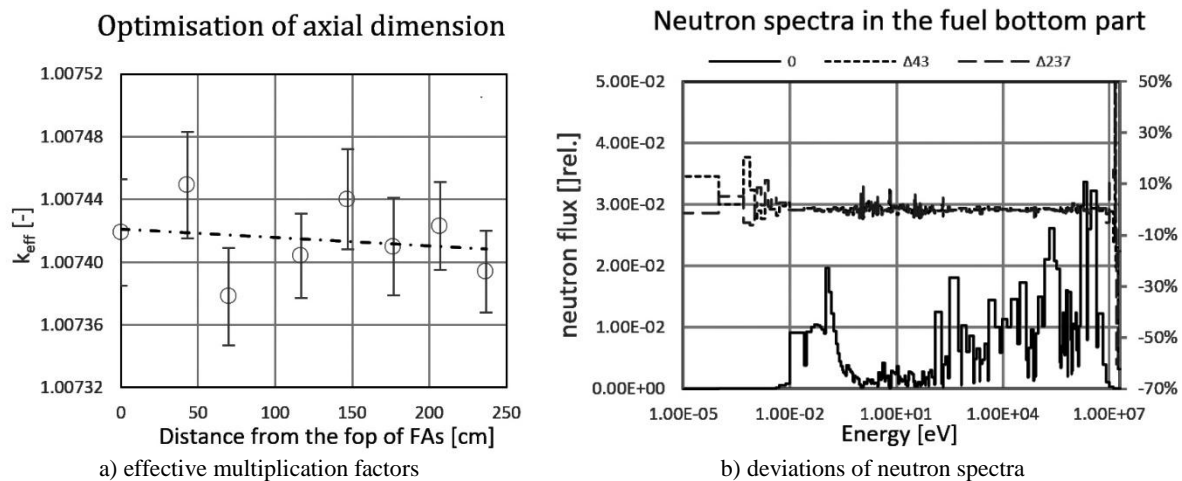 Optimisation of axial dimension
1.00752
1.00748
1.00744
1.00740
1.00736
1.00732
k_eff [-]
0 50 100 150 200 250
Distance from the fop of FAs [cm]
a) effective multiplication factors
Neutron spectra in the fuel bottom part
0 Δ43 Δ237
5.00E-02
4.00E-02
3.00E-02
2.00E-02
1.00E-02
0.00E+00
neutron flux []rel.]
50%
30%
10%
-10%
-30%
-50%
-70%
1.00E-05 1.00E-02 1.00E+01 1.00E+04 1.00E+07
Energy [eV]
b) deviations of neutron spectra